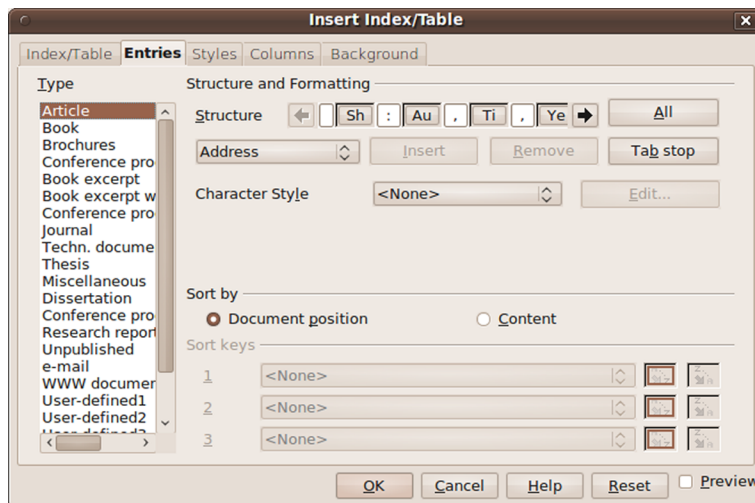 Insert Index/Table
Index/Table Entries Styles Columns Background
Type
Article
Book
Brochures
Conference pro
Book excerpt
Book excerpt w
Conference pro
Journal
Techn. docume
Thesis
Miscellaneous
Dissertation
Conference pro
Research report
Unpublished
e-mail
WWW documer
User-defined1
User-defined2
User-defined3
Structure and Formatting
Structure Sh : Au , Ti , Ye All
Address Insert Remove Tab stop
Character Style <None> Edit...
Sort by
Document position Content
Sort keys
1 <None>
2 <None>
3 <None>
OK Cancel Help Reset Preview